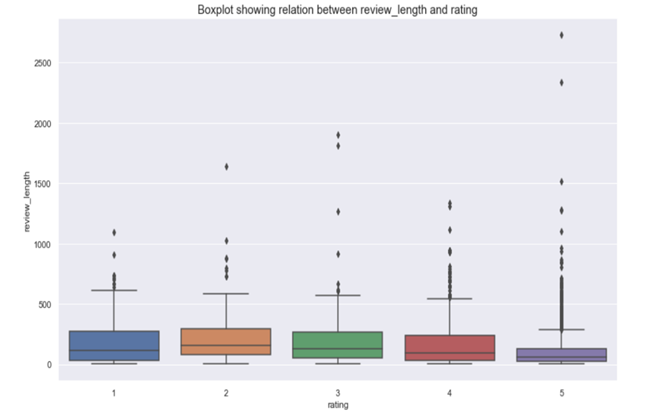 Boxplot showing relation between review_length and rating
2500
2000
1500
1000
500
0
review_length
1 2 3 4 5
rating